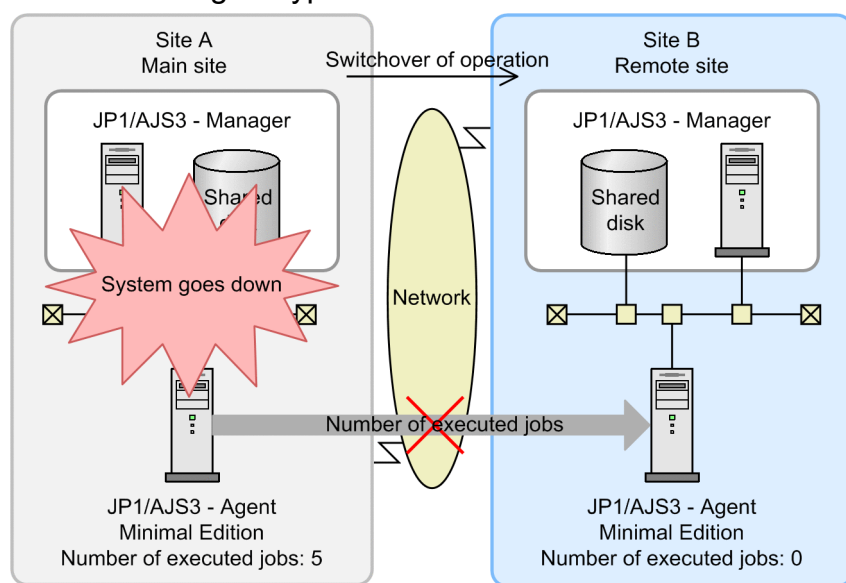 Site A
Main site
Switchover of operation
Site B
Remote site
JP1/AJS3 - Manager
JP1/AJS3 - Manager
Shared
Shared
disk
System goes down
Network
Number of executed jobs
JP1/AJS3 - Agent
Minimal Edition
Number of executed jobs: 5
JP1/AJS3 - Agent
Minimal Edition
Number of executed jobs: 0